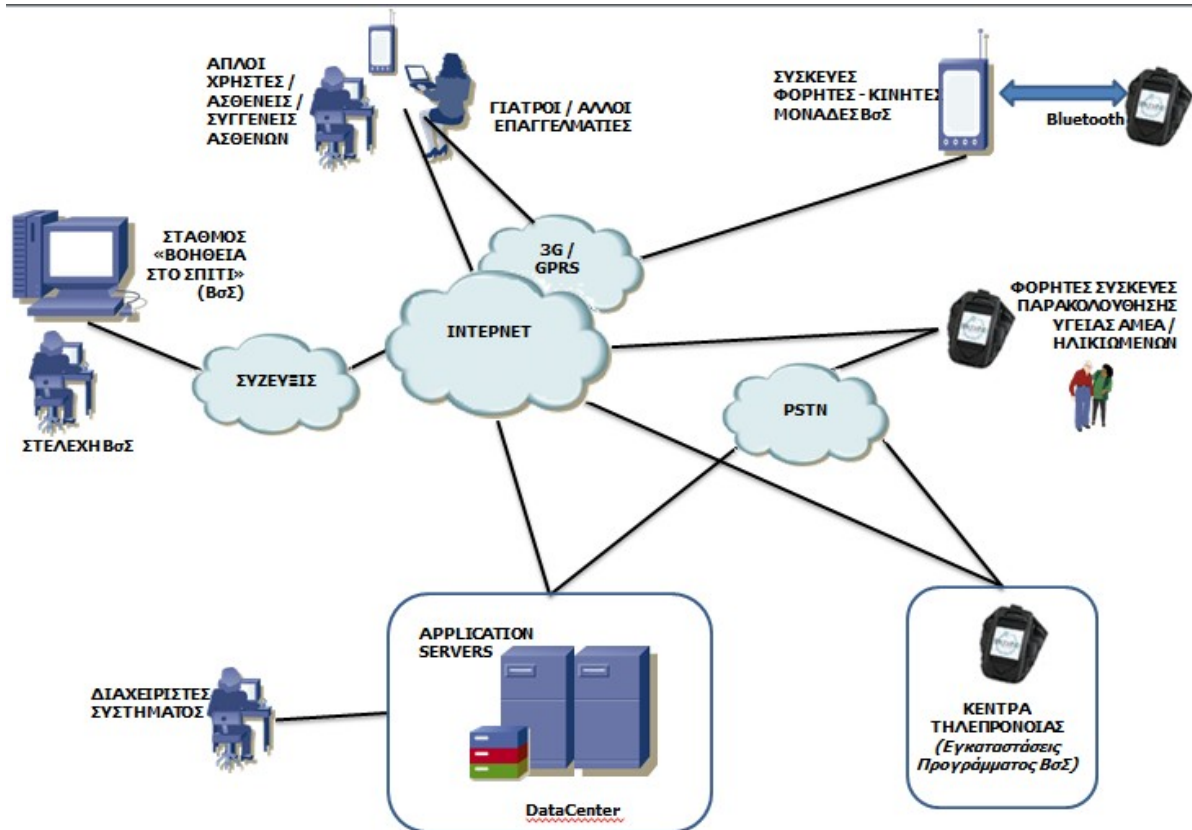 ΑΠΛΟΙ
ΧΡΗΣΤΕΣ /
ΑΣΘΕΝΕΙΣ /
ΣΥΓΓΕΝΕΙΣ
ΑΣΘΕΝΩΝ
ΓΙΑΤΡΟΙ / ΑΛΛΟΙ
ΕΠΑΓΓΕΛΜΑΤΙΕΣ
ΣΥΣΚΕΥΕΣ
ΦΟΡΗΤΕΣ - ΚΙΝΗΤΕΣ
ΜΟΝΑΔΕΣ ΒσΣ
Bluetooth
ΣΤΑΘΜΟΣ
«ΒΟΗΘΕΙΑ
ΣΤΟ ΣΠΙΤΙ»
(ΒσΣ)
3G /
GPRS
INTERNET
ΦΟΡΗΤΕΣ ΣΥΣΚΕΥΕΣ
ΠΑΡΑΚΟΛΟΥΘΗΣΗΣ
ΥΓΕΙΑΣ ΑΜΕΑ /
ΗΛΙΚΙΩΜΕΝΩΝ
ΣΥΖΕΥΞΙΣ
PSTN
ΣΤΕΛΕΧΗ ΒσΣ
APPLICATION
SERVERS
ΔΙΑΧΕΙΡΙΣΤΕΣ
ΣΥΣΤΗΜΑΤΟΣ
DataCenter
ΚΕΝΤΡΑ
ΤΗΛΕΠΡΟΝΟΙΑΣ
(Εγκαταστάσεις
Προγράμματος ΒσΣ)